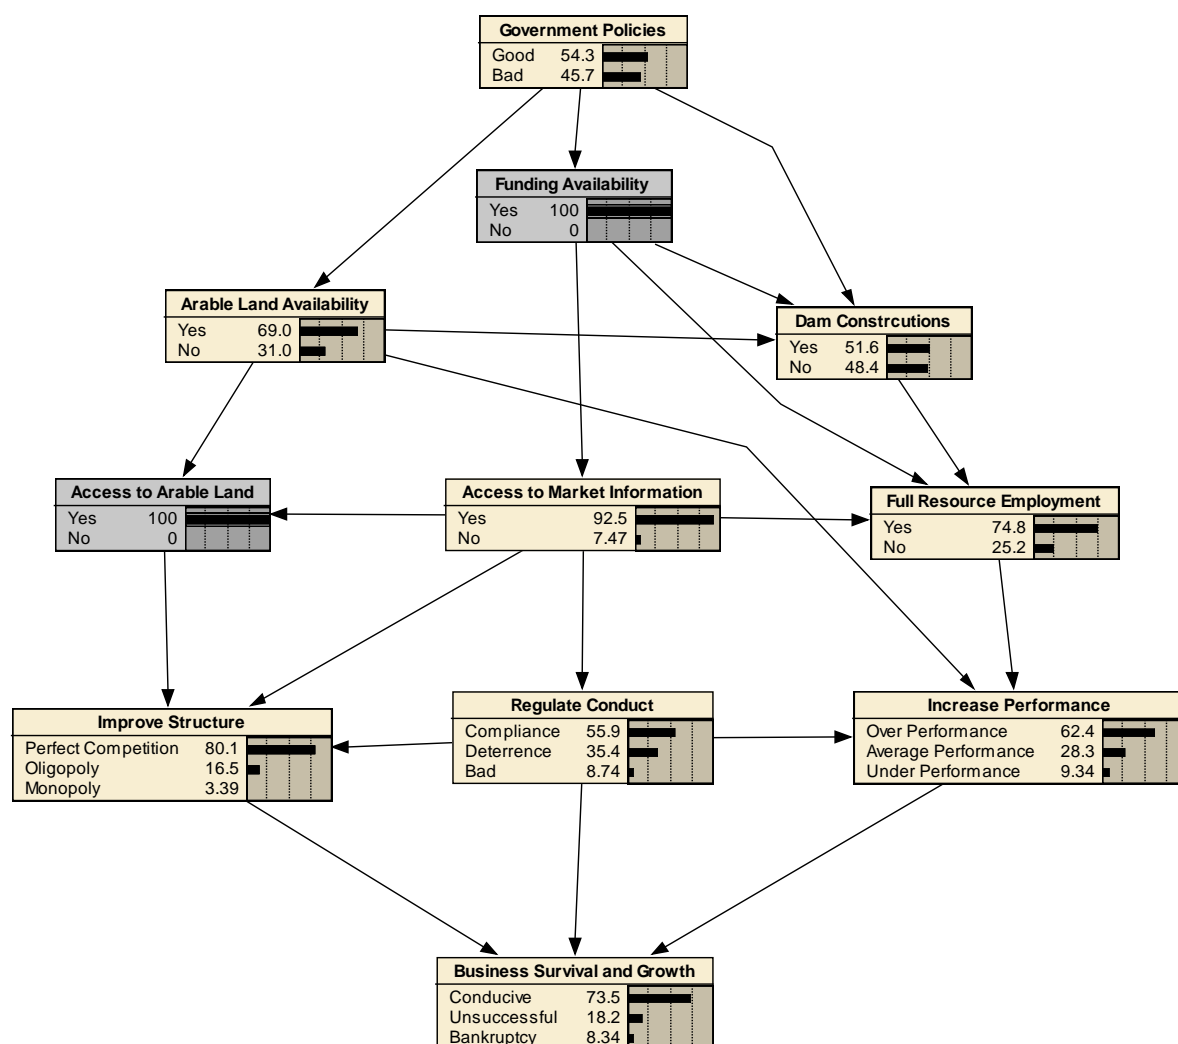 Government Policies
Good 54.3
Bad 45.7
Funding Availability
Yes 100
No 0
Arable Land Availability
Yes 69.0
No 31.0
Dam Constrcutions
Yes 51.6
No 48.4
Access to Arable Land
Yes 100
No 0
Access to Market Information
Yes 92.5
No 7.47
Full Resource Employment
Yes 74.8
No 25.2
Improve Structure
Perfect Competition 80.1
Oligopoly 16.5
Monopoly 3.39
Regulate Conduct
Compliance 55.9
Deterrence 35.4
Bad 8.74
Increase Performance
Over Performance 62.4
Average Performance 28.3
Under Performance 9.34
Business Survival and Growth
Conducive 73.5
Unsuccessful 18.2
Bankruptcy 8.34